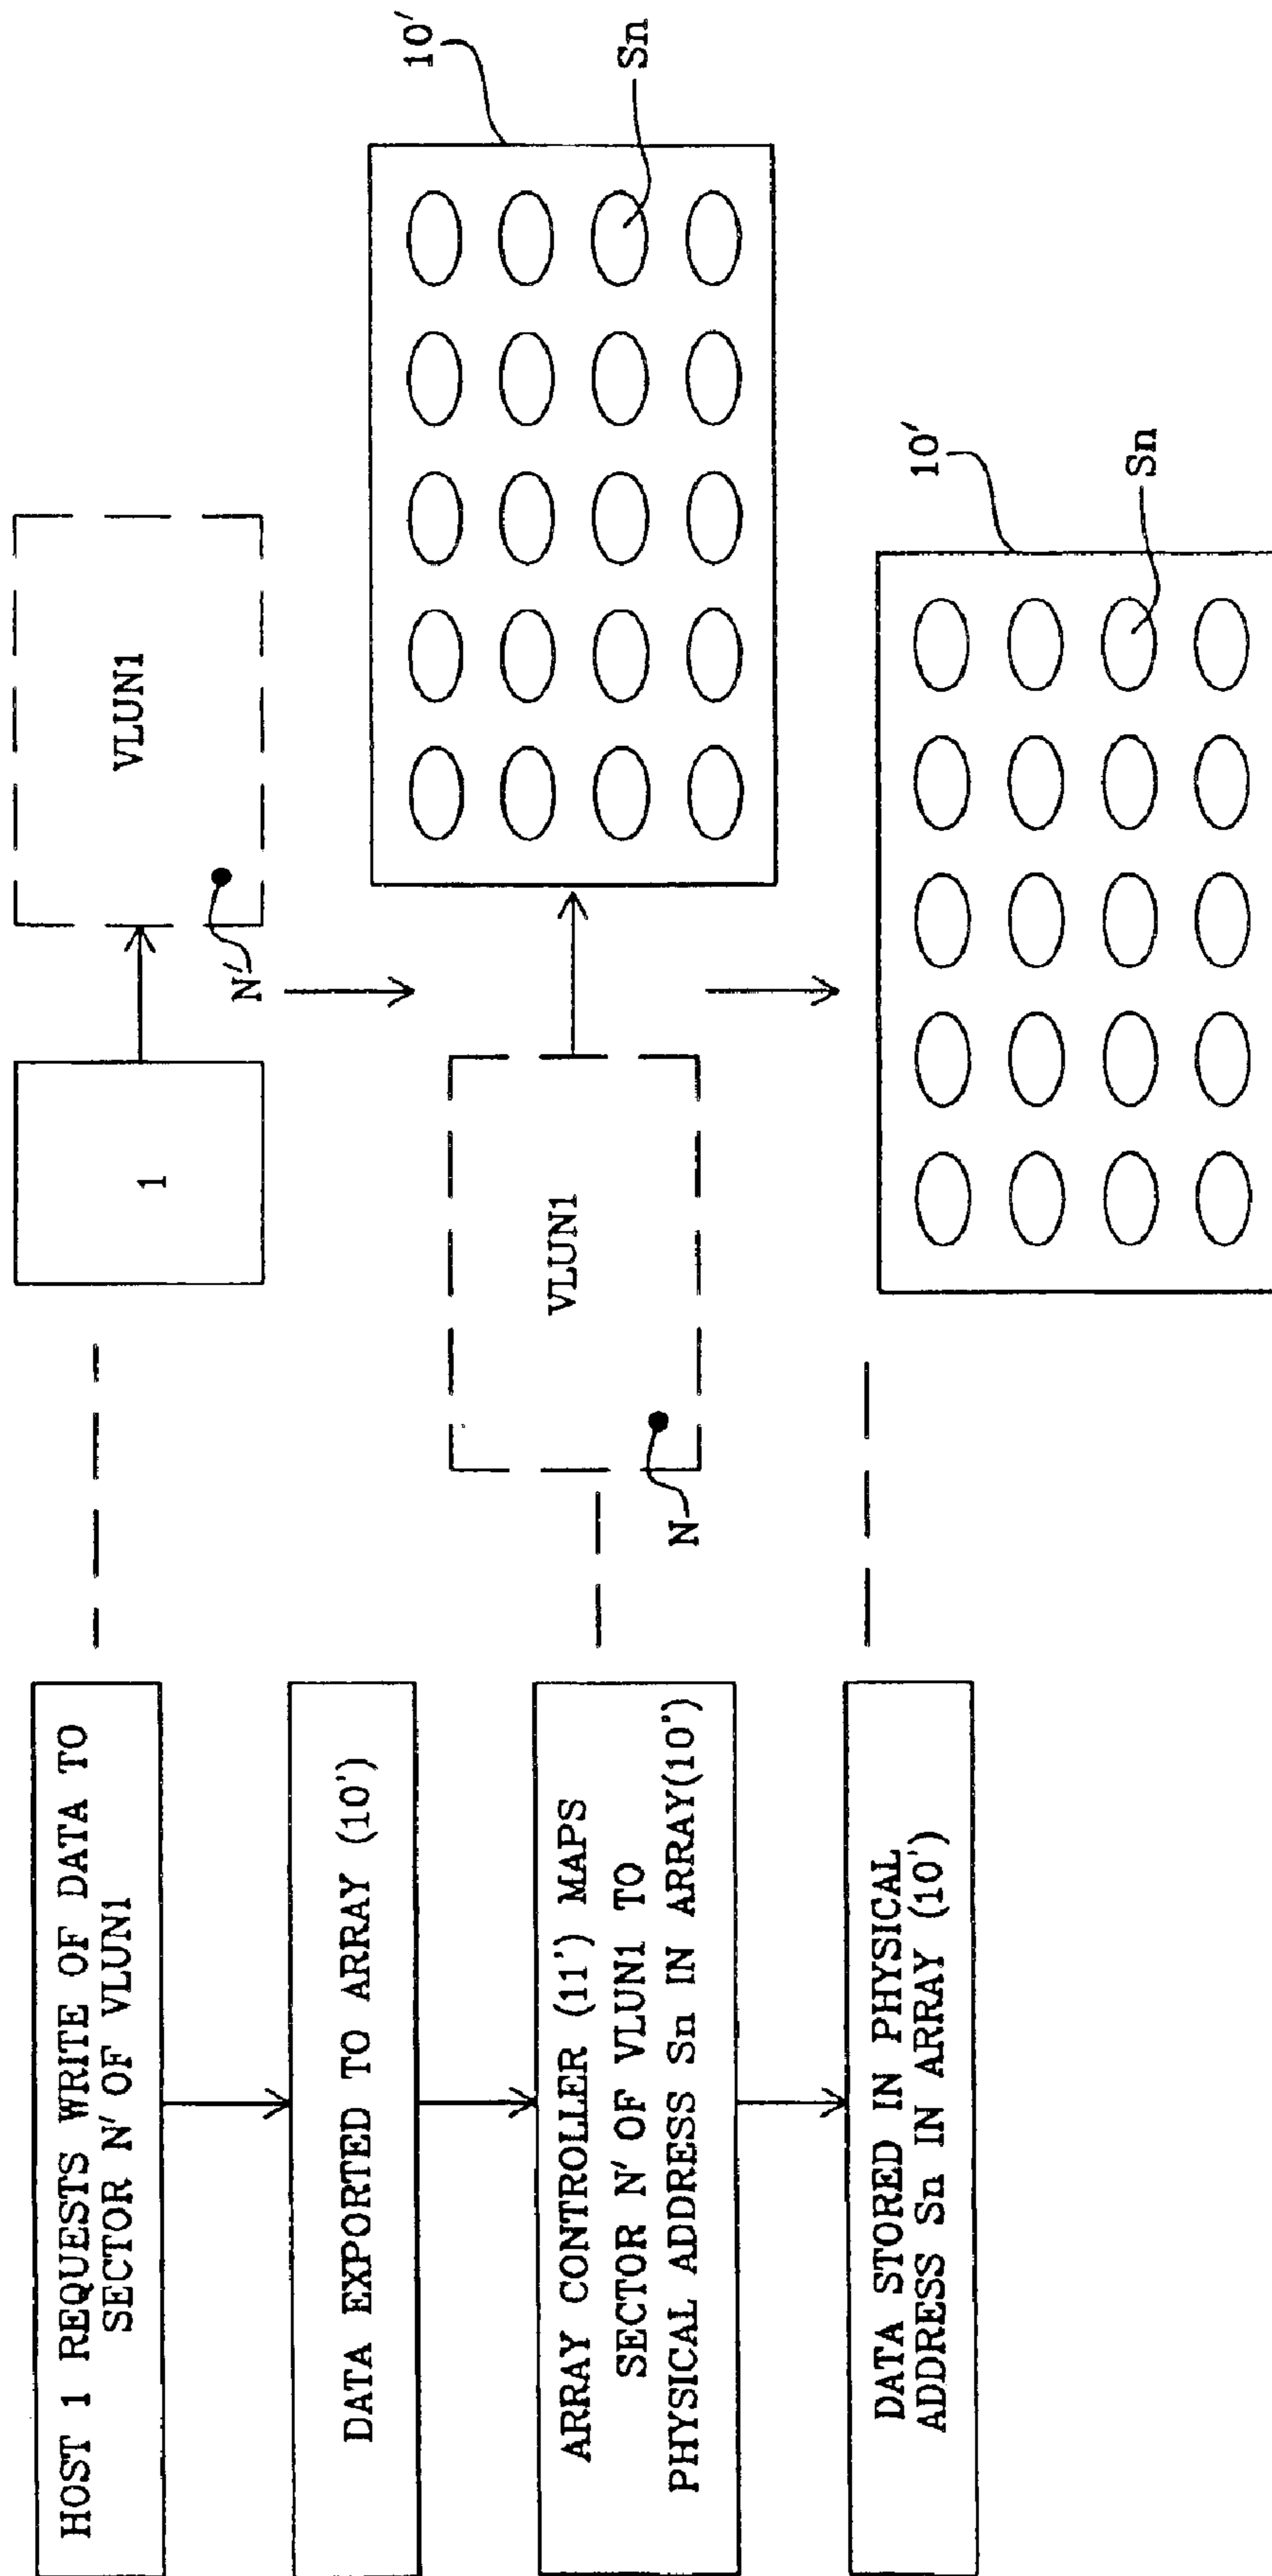 HOST 1 REQUESTS WRITE OF DATA TO
SECTOR N' OF VLUN1
DATA EXPORTED TO ARRAY (10')
ARRAY CONTROLLER (11') MAPS
SECTOR N' OF VLUN1 TO
PHYSICAL ADDRESS Sn IN ARRAY(10')
DATA STORED IN PHYSICAL
ADDRESS Sn IN ARRAY (10')
1
VLUN1
N'
VLUN1
N
10'
Sn
10'
Sn